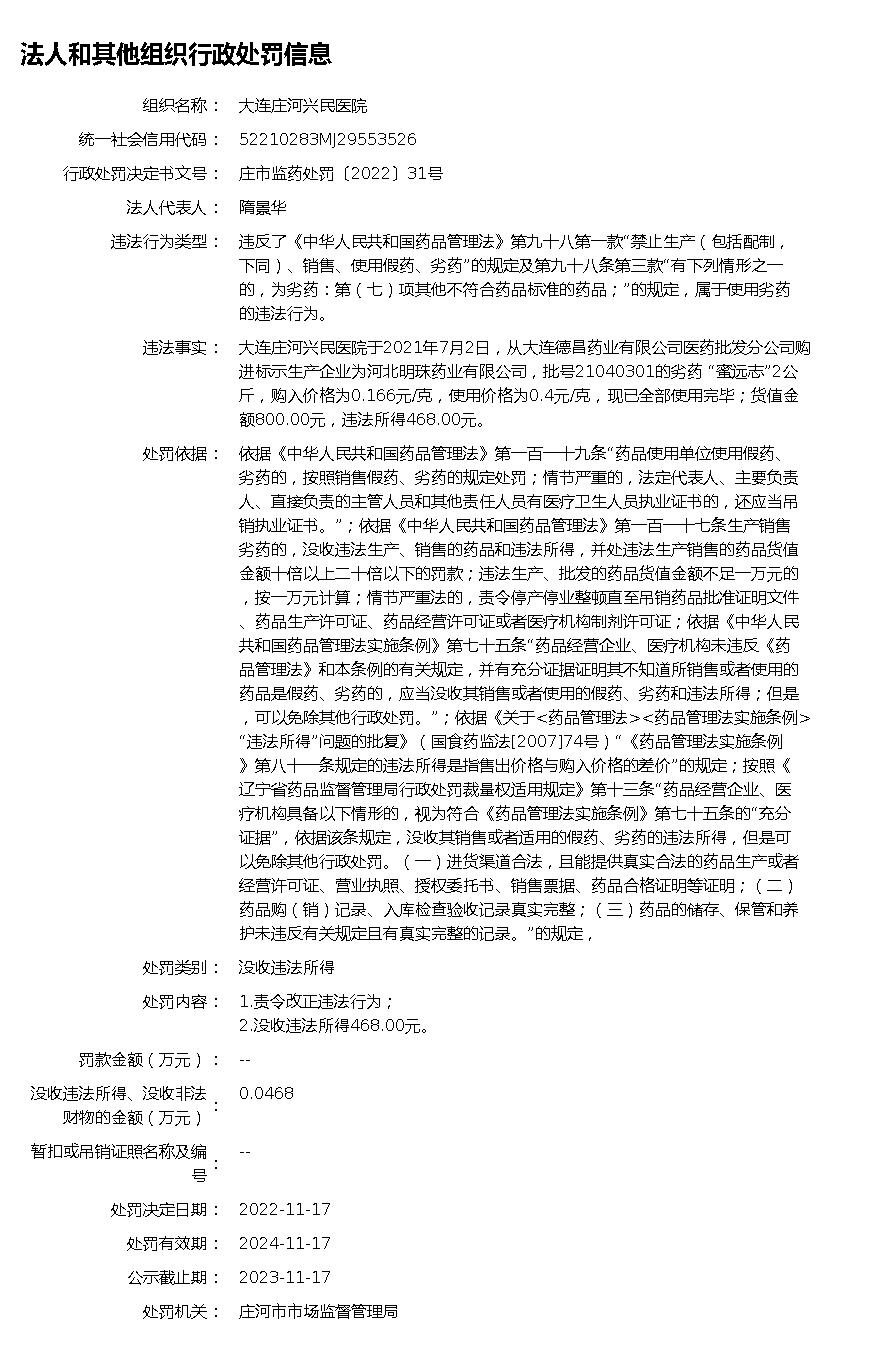 法人和其他组织行政处罚信息
组织名称： 大连庄河兴民医院
统一社会信用代码： 52210283MJ29553526
行政处罚决定书文号： 庄市监药处罚〔2022〕31号
法人代表人： 隋景华
违法行为类型： 违反了《中华人民共和国药品管理法》第九十八第一款“禁止生产（包括配制，
下同）、销售、使用假药、劣药”的规定及第九十八条第三款“有下列情形之一
的，为劣药：第（七）项其他不符合药品标准的药品；”的规定，属于使用劣药
的违法行为。
违法事实： 大连庄河兴民医院于2021年7月2日，从大连德昌药业有限公司医药批发分公司购
进标示生产企业为河北明珠药业有限公司，批号21040301的劣药 “蜜远志”2公
斤，购入价格为0.166元/克，使用价格为0.4元/克，现已全部使用完毕；货值金
额800.00元，违法所得468.00元。
处罚依据： 依据《中华人民共和国药品管理法》第一百一十九条“药品使用单位使用假药、
劣药的，按照销售假药、劣药的规定处罚；情节严重的，法定代表人、主要负责
人、直接负责的主管人员和其他责任人员有医疗卫生人员执业证书的，还应当吊
销执业证书。”；依据《中华人民共和国药品管理法》第一百一十七条生产销售
劣药的，没收违法生产、销售的药品和违法所得，并处违法生产销售的药品货值
金额十倍以上二十倍以下的罚款；违法生产、批发的药品货值金额不足一万元的
，按一万元计算；情节严重法的，责令停产停业整顿直至吊销药品批准证明文件
、药品生产许可证、药品经营许可证或者医疗机构制剂许可证；依据《中华人民
共和国药品管理法实施条例》第七十五条“药品经营企业、医疗机构未违反《药
品管理法》和本条例的有关规定，并有充分证据证明其不知道所销售或者使用的
药品是假药、劣药的，应当没收其销售或者使用的假药、劣药和违法所得；但是
，可以免除其他行政处罚。”；依据《关于<药品管理法><药品管理法实施条例>
“违法所得”问题的批复》（国食药监法[2007]74号）“《药品管理法实施条例
》第八十一条规定的违法所得是指售出价格与购入价格的差价”的规定；按照《
辽宁省药品监督管理局行政处罚裁量权适用规定》第十三条“药品经营企业、医
疗机构具备以下情形的，视为符合《药品管理法实施条例》第七十五条的“充分
证据”，依据该条规定，没收其销售或者适用的假药、劣药的违法所得，但是可
以免除其他行政处罚。（一）进货渠道合法，且能提供真实合法的药品生产或者
经营许可证、营业执照、授权委托书、销售票据、药品合格证明等证明；（二）
药品购（销）记录、入库检查验收记录真实完整；（三）药品的储存、保管和养
护未违反有关规定且有真实完整的记录。”的规定，
处罚类别： 没收违法所得
处罚内容： 1.责令改正违法行为；
2.没收违法所得468.00元。
罚款金额（万元）： --
没收违法所得、没收非法
财物的金额（万元）： 0.0468
暂扣或吊销证照名称及编
号： --
处罚决定日期： 2022-11-17
处罚有效期： 2024-11-17
公示截止期： 2023-11-17
处罚机关： 庄河市市场监督管理局